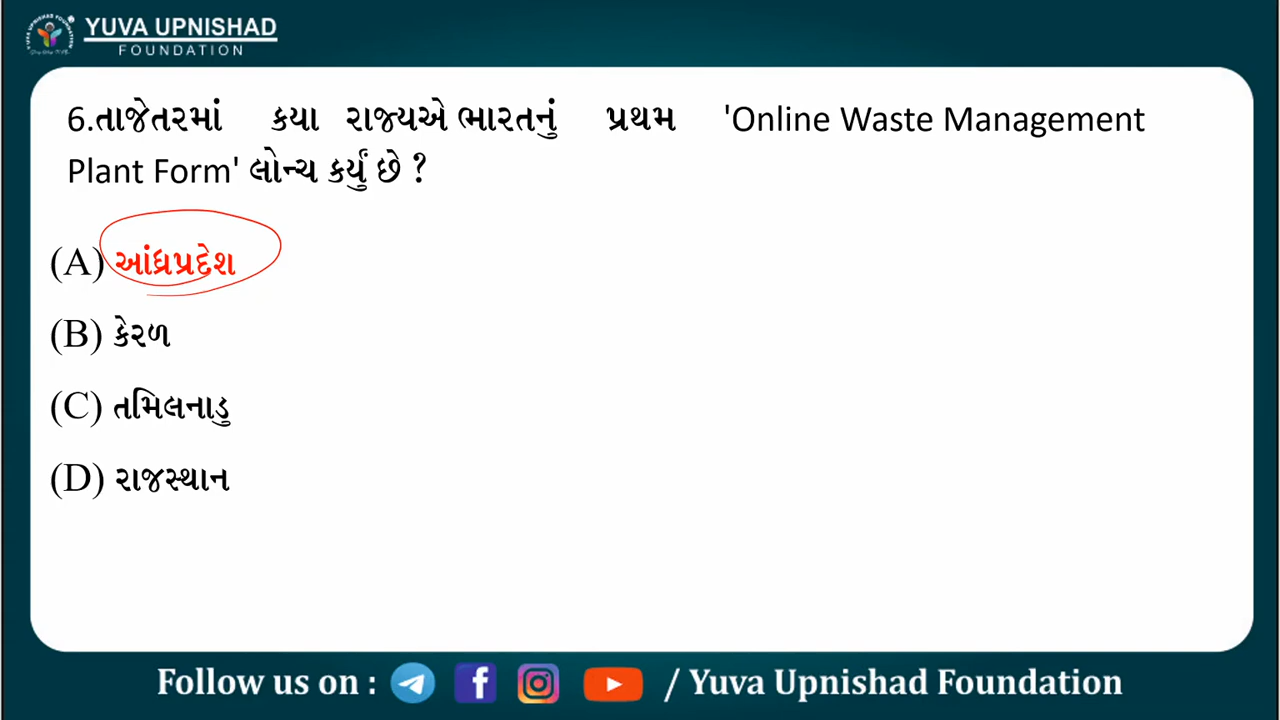 YUVA UPNISHAD
FOUNDATION
6.તાજેતરમાં કયા રાજ્યએ ભારતનું પ્રથમ 'Online Waste Management
Plant Form' લોન્ચ કર્યું છે ?
(A) આંધ્રપ્રદેશ
(B) કેરળ
(C) તમિલનાડુ
(D) રાજસ્થાન
Follow us on : / Yuva Upnishad Foundation